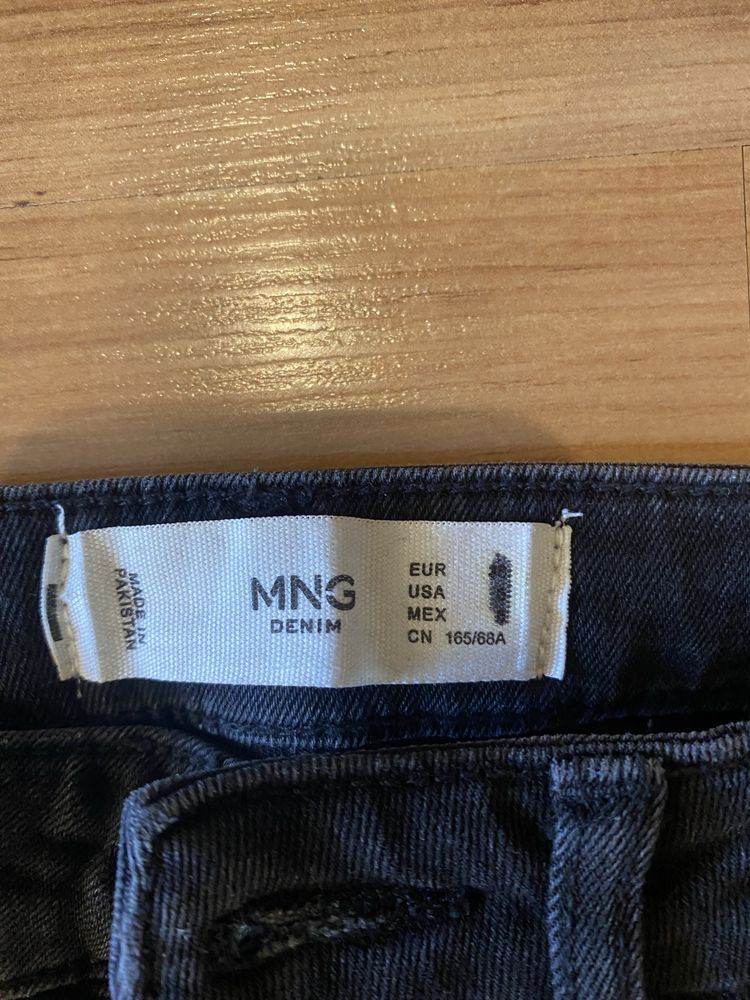 MADE IN
PAKISTAN
MNG
DENIM
EUR
USA
MEX
CN 165/68A